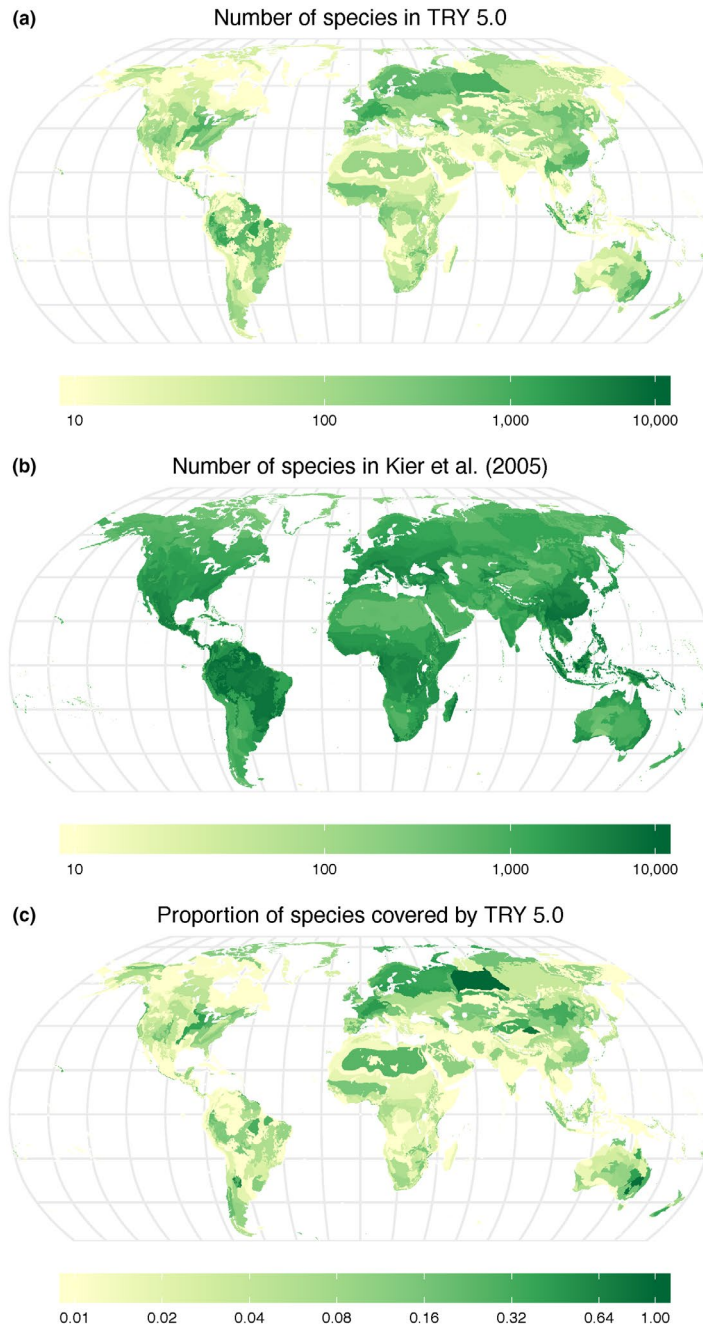 (a) Number of species in TRY 5.0
10 100 1,000 10,000
(b) Number of species in Kier et al. (2005)
10 100 1,000 10,000
(c) Proportion of species covered by TRY 5.0
0.01 0.02 0.04 0.08 0.16 0.32 0.64 1.00